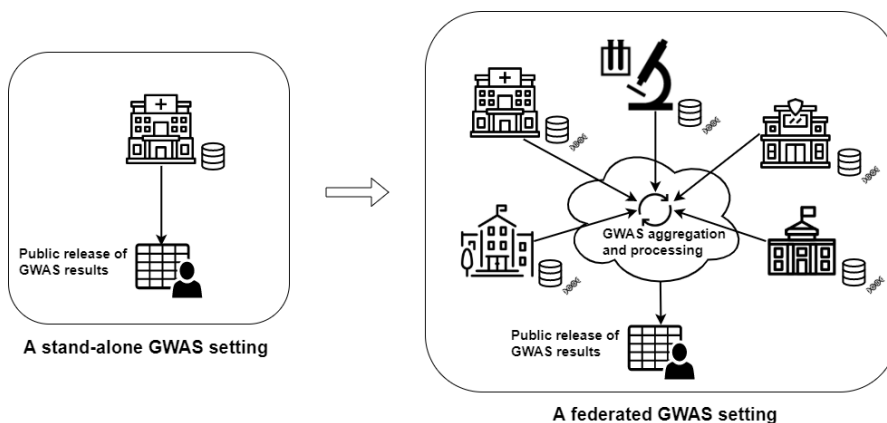 Public release of
GWAS results
A stand-alone GWAS setting
GWAS aggregation
and processing
Public release of
GWAS results
A federated GWAS setting